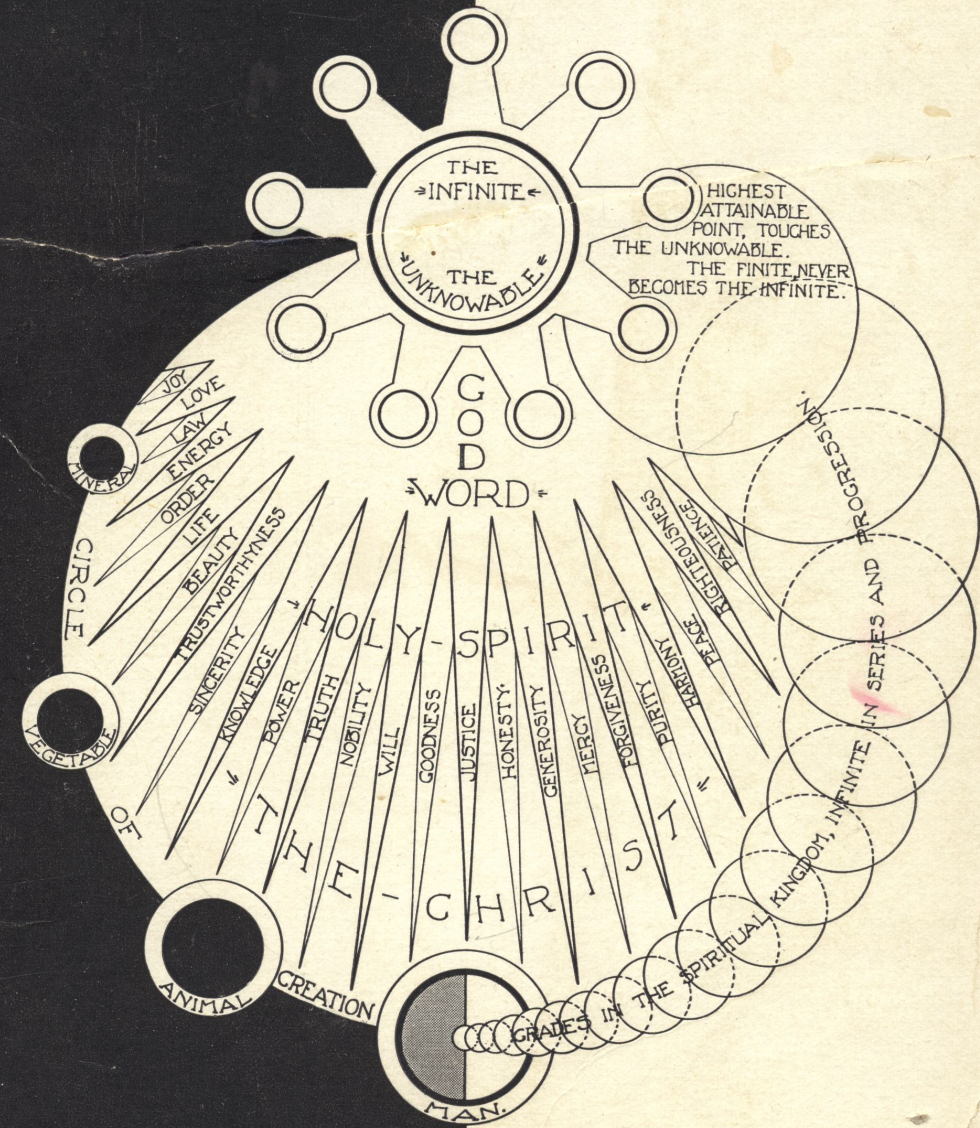 THE
INFINITE
THE
UNKNOWABLE
HIGHEST
ATTAINABLE
POINT, TOUCHES
THE UNKNOWABLE.
THE FINITE NEVER
BECOMES THE INFINITE.
GOD
WORD
JOY
LOVE
LAW
ENERGY
ORDER
LIFE
BEAUTY
TRUSTWORTHYNESS
SINCERITY
KNOWLEDGE
POWER
TRUTH
NOBILITY
WILL
GOODNESS
JUSTICE
HONESTY.
GENEROSITY
MERCY
FORGIVENESS
PURITY
HARMONY
PEACE
RIGHTEOUSNESS
PATIENCE
HOLY-SPIRIT
THE-CHRIST
MINERAL
CIRCLE
VEGETABLE
OF
ANIMAL
CREATION
MAN.
GRADES IN THE SPIRITUAL KINGDOM, INFINITE IN SERIES AND PROGRESSION.